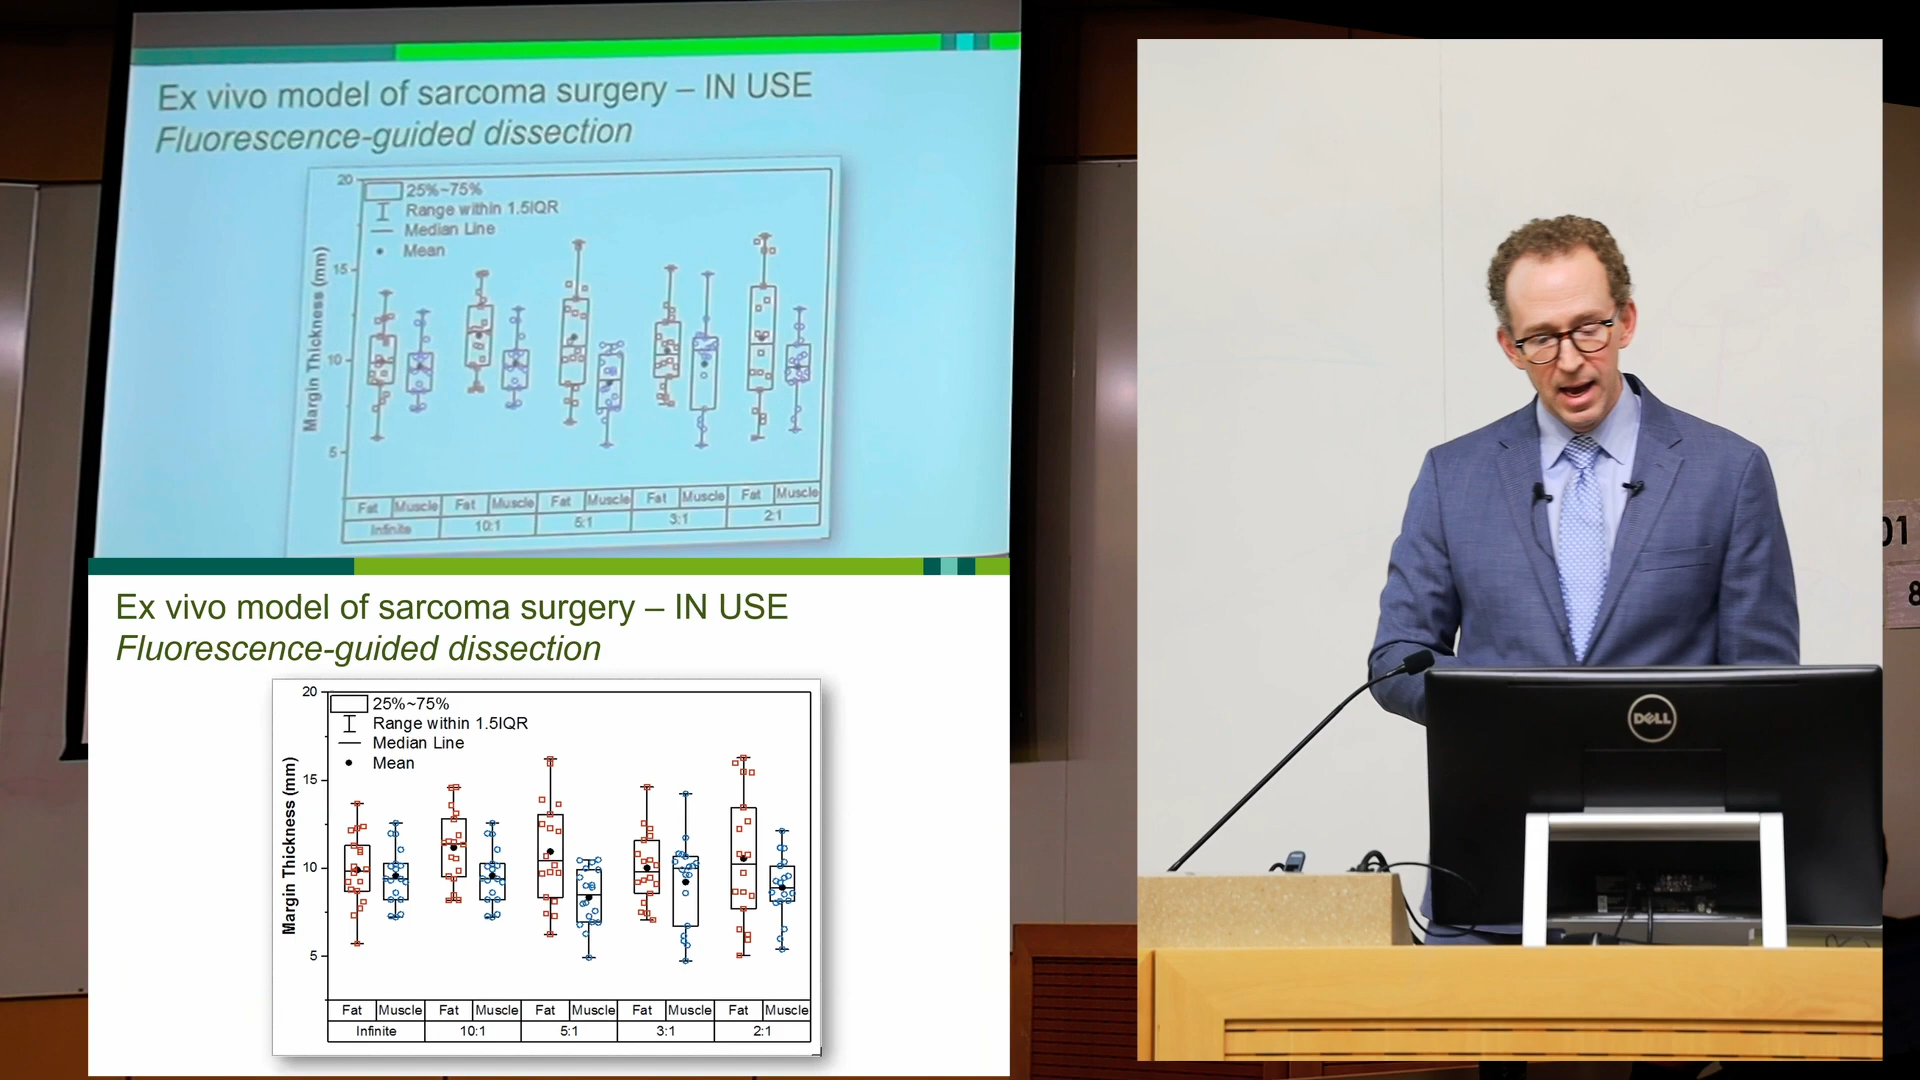 Ex vivo model of sarcoma surgery – IN USE
Fluorescence-guided dissection
20
25%~75%
Range within 1.5IQR
Median Line
Mean
15
10
5
Margin Thickness (mm)
Fat Muscle Fat Muscle Fat Muscle Fat Muscle Fat Muscle
Infinite 10:1 5:1 3:1 2:1
Ex vivo model of sarcoma surgery – IN USE
Fluorescence-guided dissection
20
25%~75%
Range within 1.5IQR
Median Line
Mean
15
10
5
Margin Thickness (mm)
Fat Muscle Fat Muscle Fat Muscle Fat Muscle Fat Muscle
Infinite 10:1 5:1 3:1 2:1
DELL
01
8